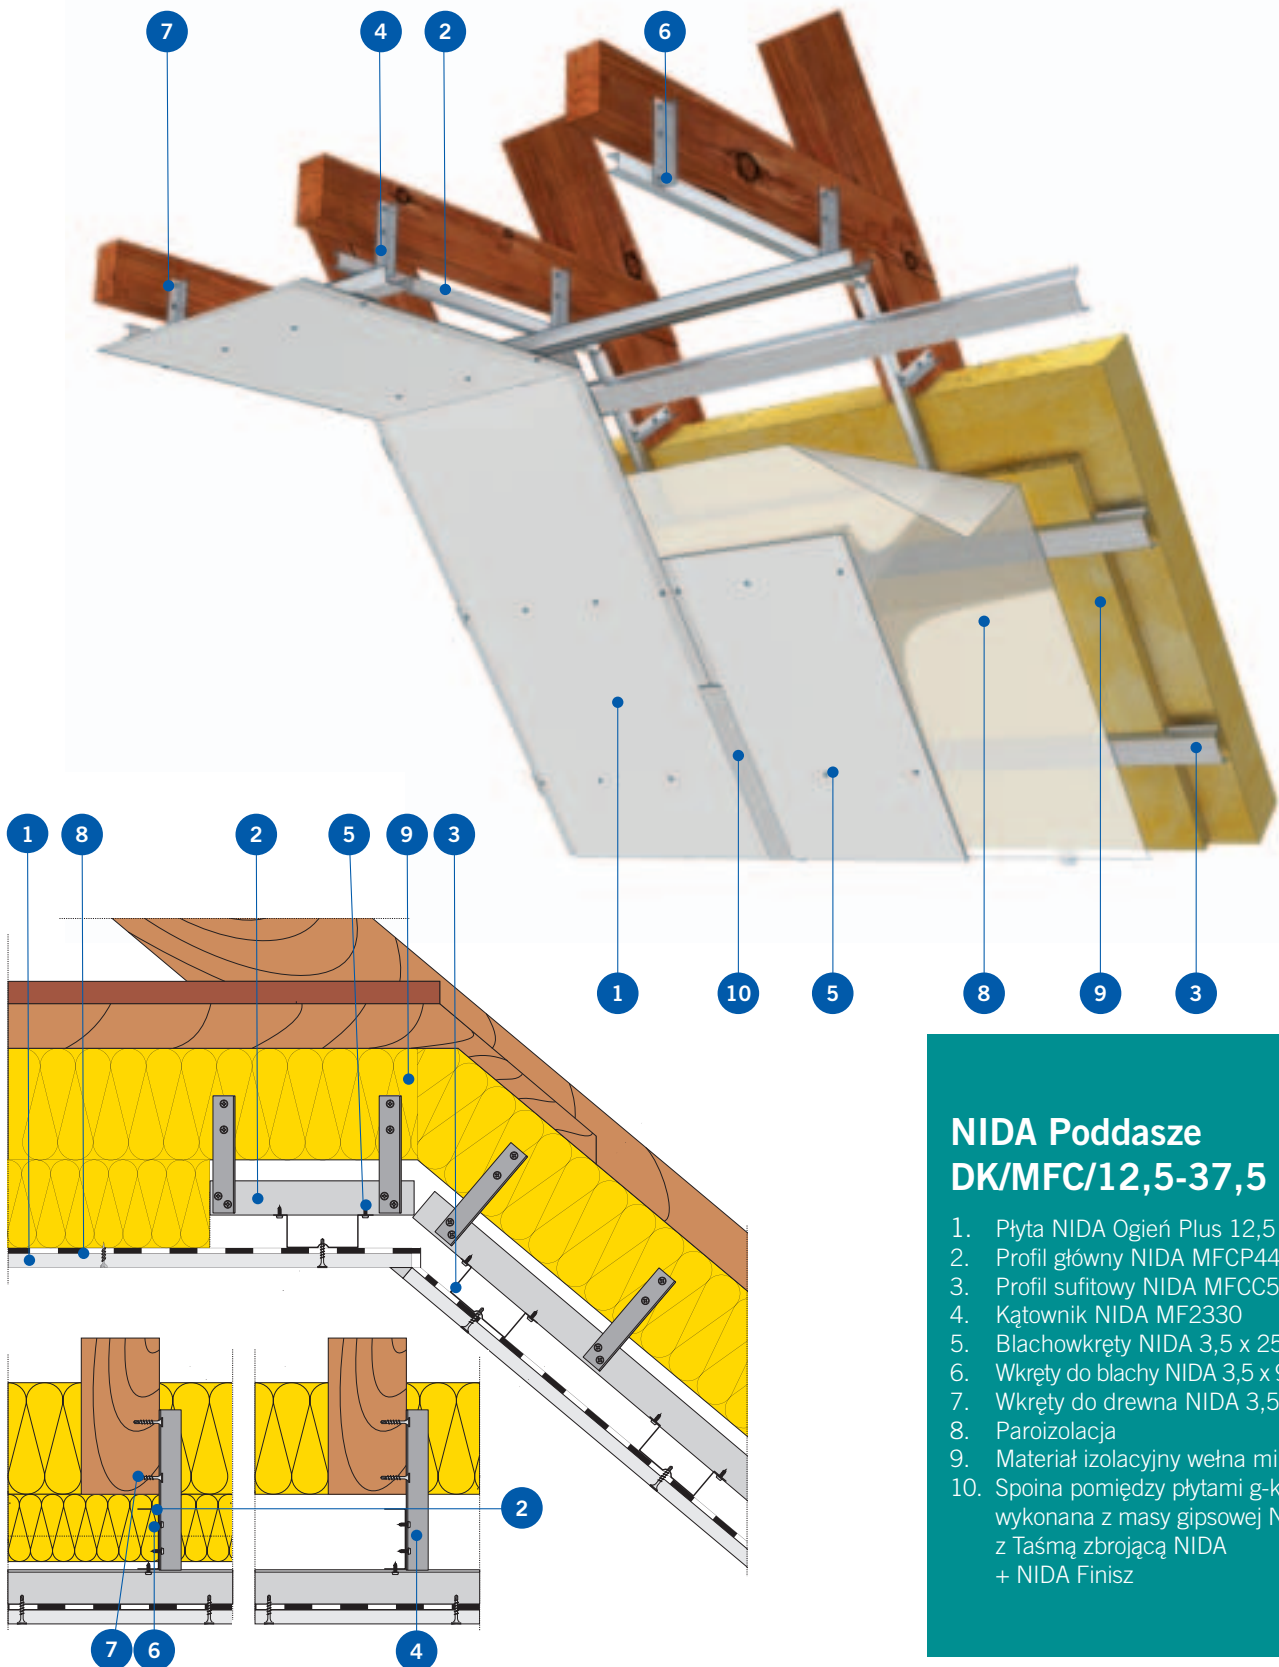 7 4 2 6
1 8 2 5 9 3
1 10 5 8 9 3
2
7 6 4
NIDA Poddasze
DK/MFC/12,5-37,5
1. Płyta NIDA Ogień Plus 12,5
2. Profil główny NIDA MFCP44
3. Profil sufitowy NIDA MFCC5
4. Kątownik NIDA MF2330
5. Blachowkręty NIDA 3,5 x 25
6. Wkręty do blachy NIDA 3,5 x
7. Wkręty do drewna NIDA 3,5
8. Paroizolacja
9. Materiał izolacyjny wełna mi
10. Spoina pomiędzy płytami g-k
wykonana z masy gipsowej N
z Taśmą zbrojącą NIDA
+ NIDA Finisz